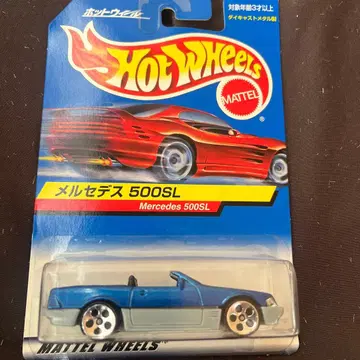 ホットウィール
対象年齢3才以上
ダイキャストメタル製
HOT WHEELS
MATTEL
®
メルセデス 500SL
Mercedes 500SL
MATTEL WHEELS